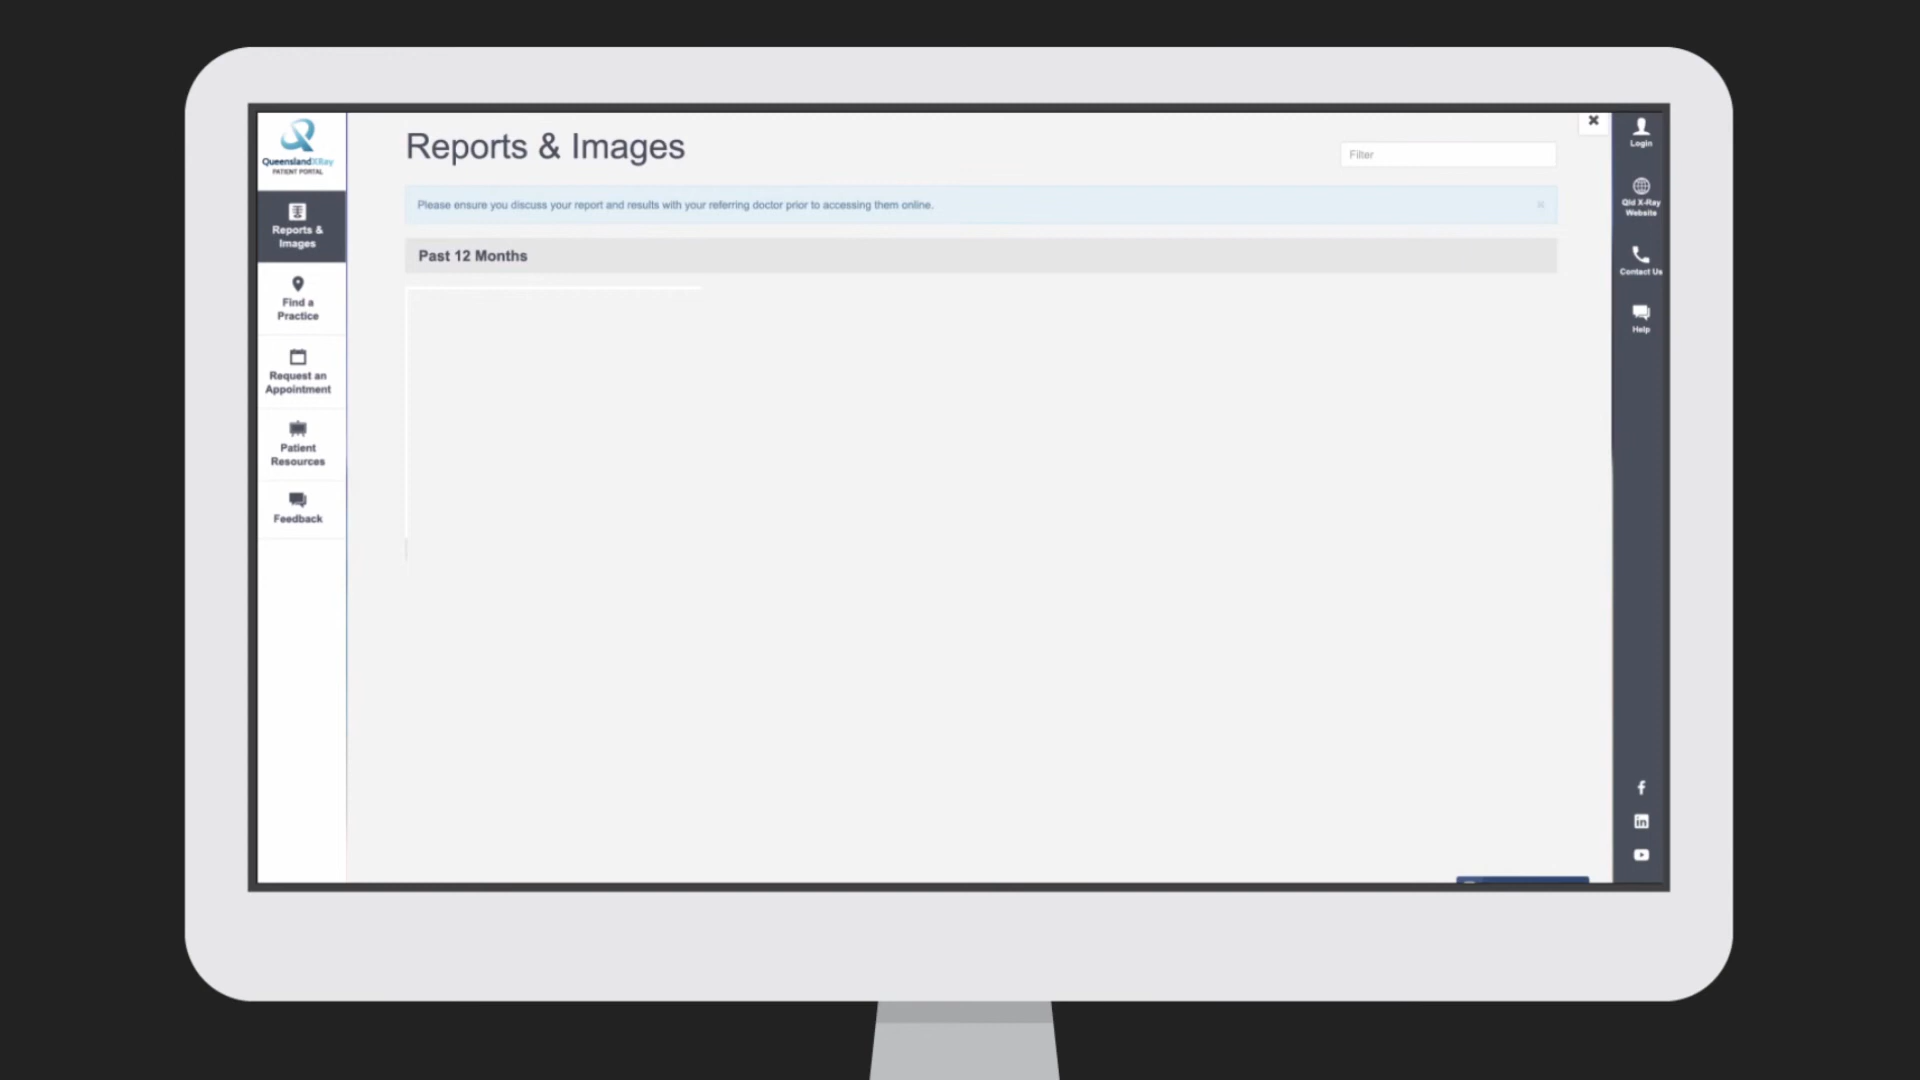 QueenslandXRay
PATIENT PORTAL
Reports &
Images
Find a
Practice
Request an
Appointment
Patient
Resources
Feedback
Reports & Images
Filter
Please ensure you discuss your report and results with your referring doctor prior to accessing them online.
Past 12 Months
Login
Qld X-Ray
Website
Contact Us
Help